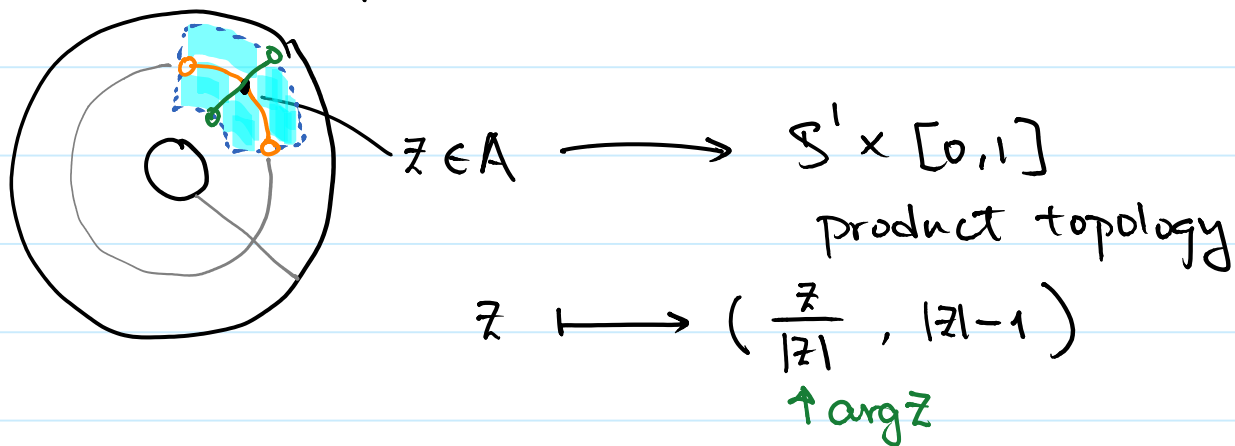 z ∈ A ⟶ S¹ × [0,1]
product topology
z ⟼ ( z/|z| , |z|-1 )
↑ arg z